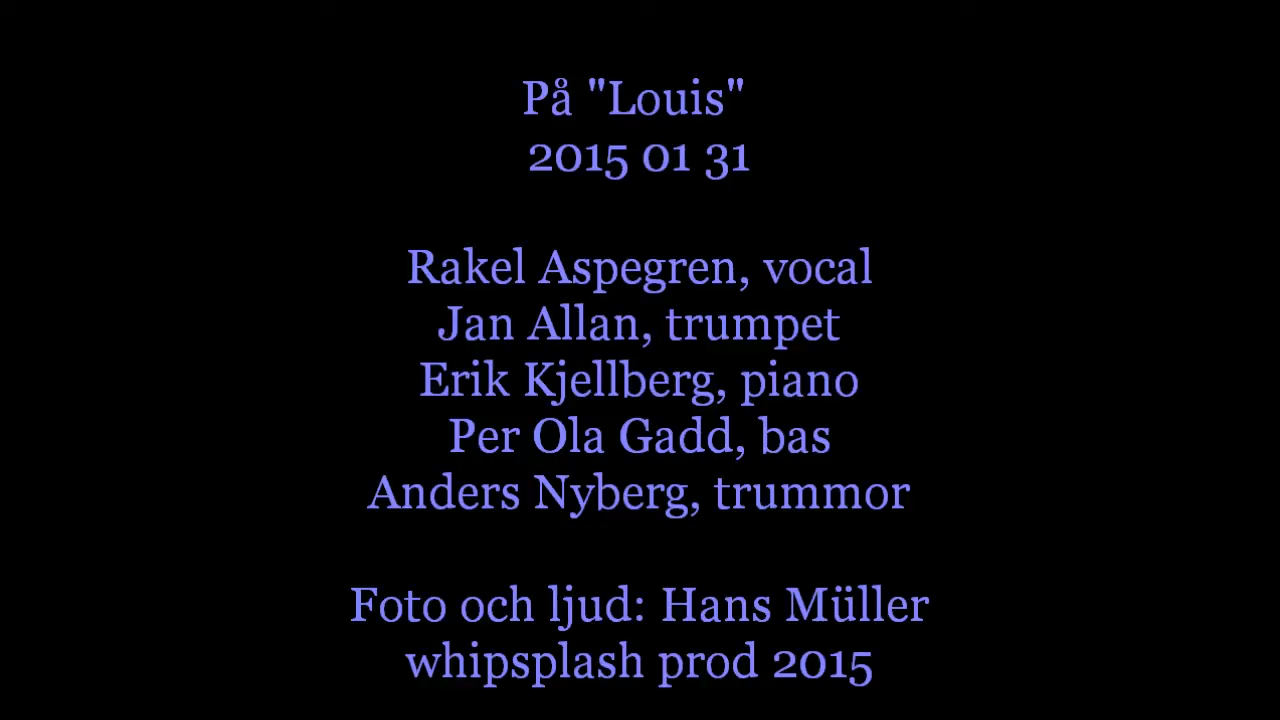 På "Louis"
2015 01 31
Rakel Aspegren, vocal
Jan Allan, trumpet
Erik Kjellberg, piano
Per Ola Gadd, bas
Anders Nyberg, trummor
Foto och ljud: Hans Müller
whipsplash prod 2015